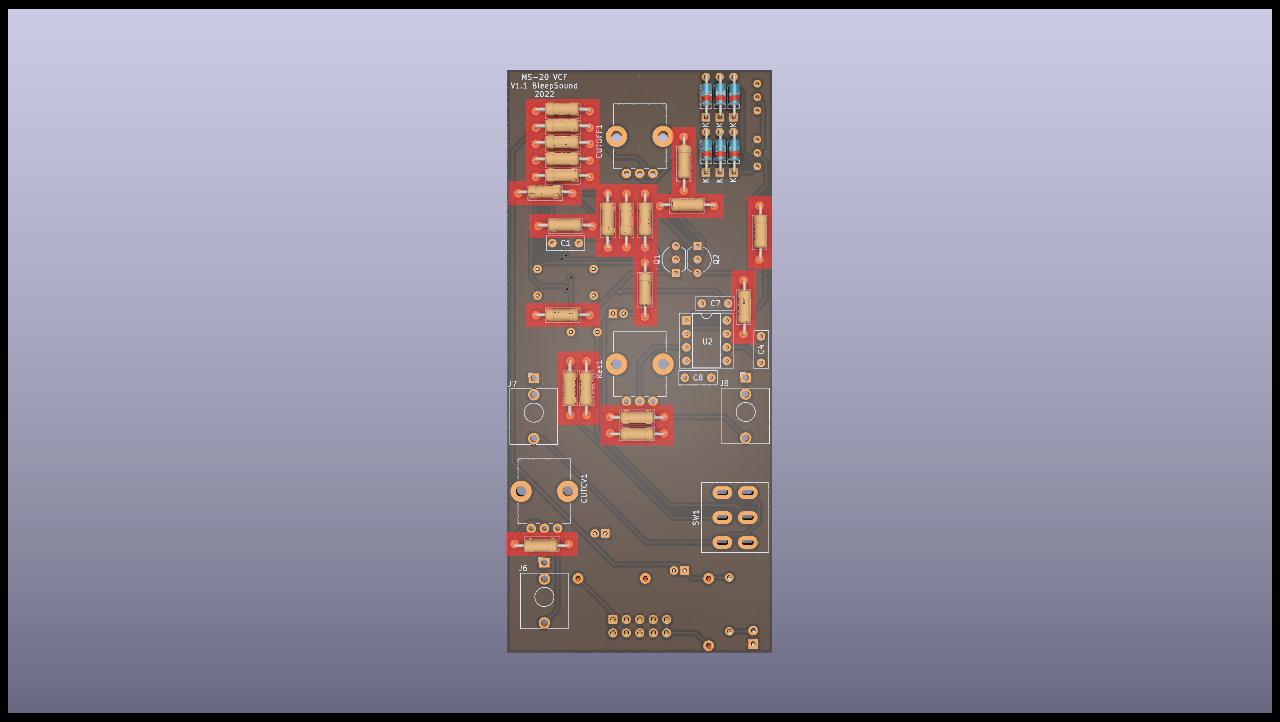 MS-20 VCf
V1.1 BleepSound
2022
CUTOFF1
K
K
K
K
K
K
C1
Q1
Q2
C7
U2
C4
C8
Res1
J7
J8
CUTCV1
SW1
J6